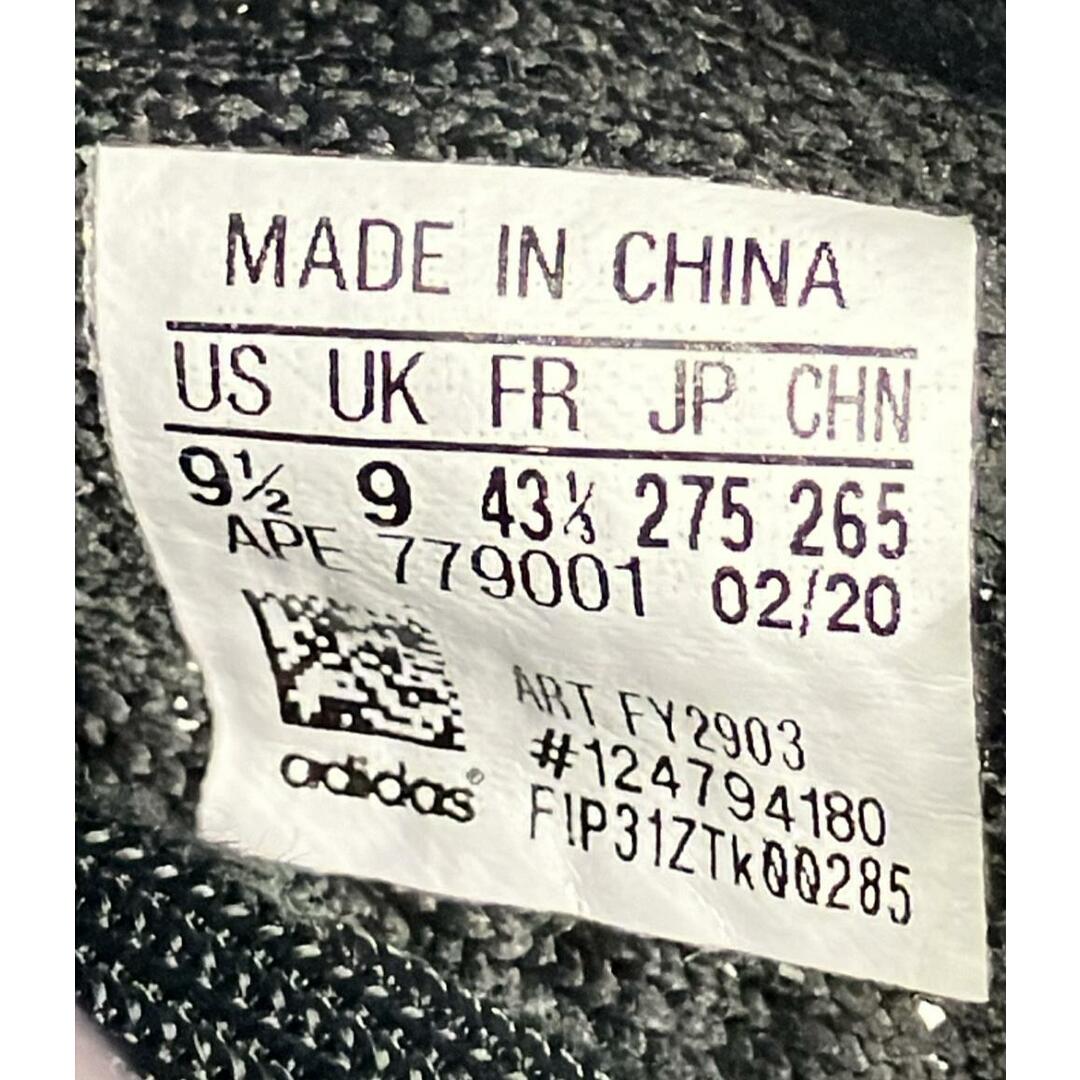 MADE IN CHINA
US UK FR JP CHN
9½ 9 43⅓ 275 265
APE 779001 02/20
ART FY2903
#124794180
F!P31ZTk00285
adidas®